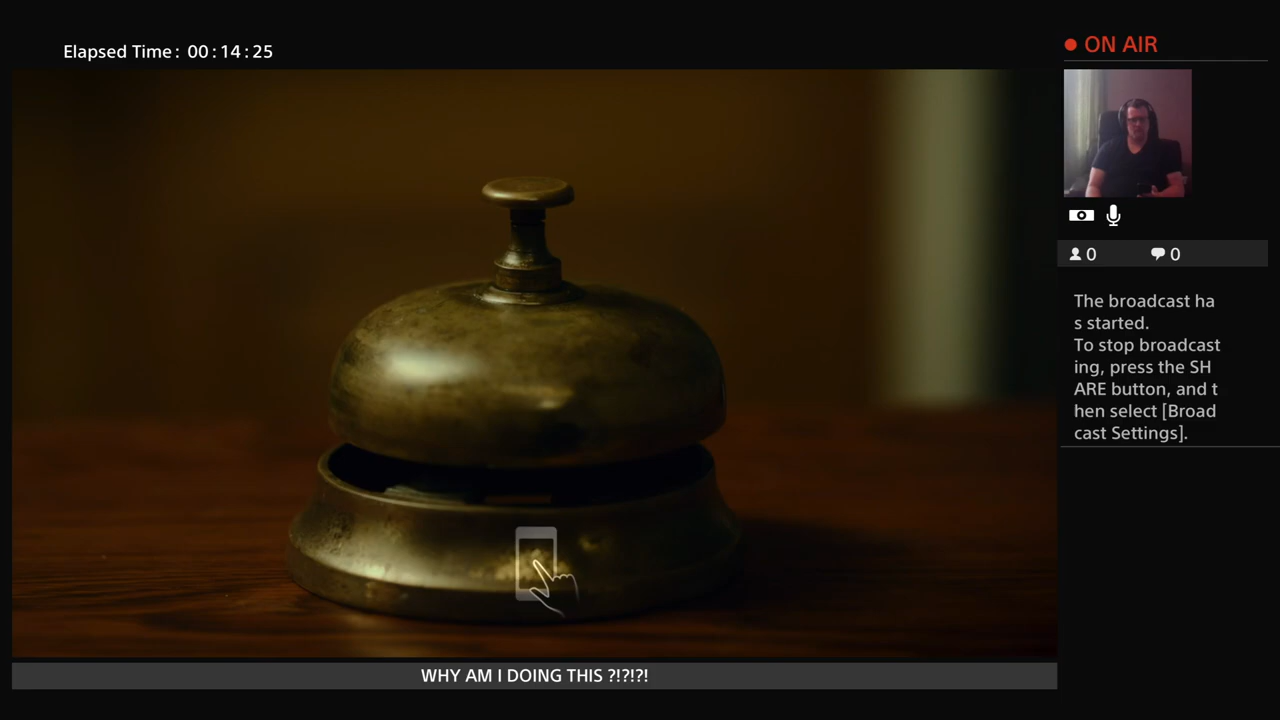 Elapsed Time: 00:14:25
ON AIR
0 0
The broadcast ha
s started.
To stop broadcast
ing, press the SH
ARE button, and t
hen select [Broad
cast Settings].
WHY AM I DOING THIS ?!?!?!